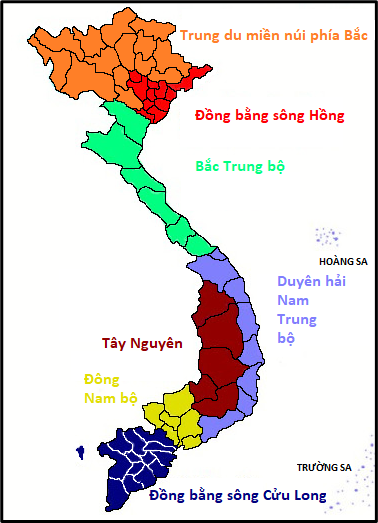 Trung du miền núi phía Bắc
Đồng bằng sông Hồng
Bắc Trung bộ
HOÀNG SA
Duyên hải
Nam
Trung
bộ
Tây Nguyên
Đông
Nam bộ
TRƯỜNG SA
Đồng bằng sông Cửu Long